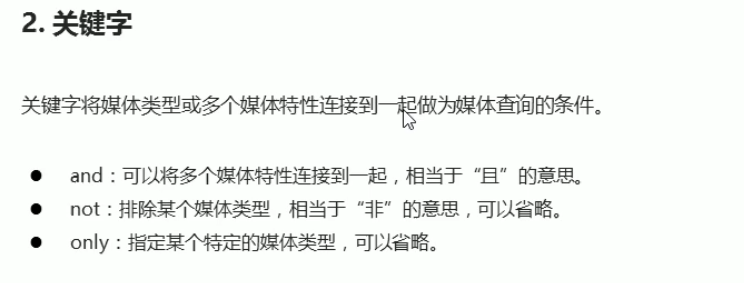 2. 关键字
关键字将媒体类型或多个媒体特性连接到一起做为媒体查询的条件。
● and：可以将多个媒体特性连接到一起，相当于“且”的意思。
● not：排除某个媒体类型，相当于“非”的意思，可以省略。
● only：指定某个特定的媒体类型，可以省略。